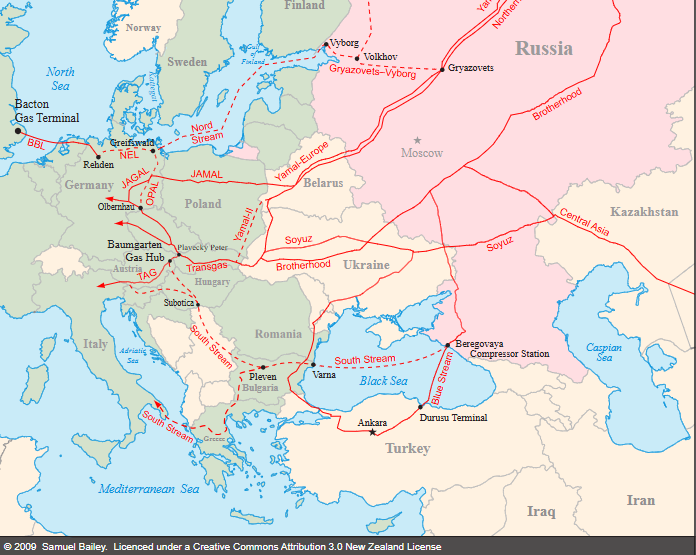 Finland
Norway
Sweden
Gulf
of
Finland
Kattegat
North
Sea
Vyborg
Volkhov
Gryazovets–Vyborg
Gryazovets
Northern
Russia
Bacton
Gas Terminal
BBL
Rehden
NEL
Greifswald
Nord
Stream
Brotherhood
Moscow
Yamal-Europe
Belarus
JAGAL
JAMAL
OPAL
Germany
Poland
Olbernhau
Yamal-II
Kazakhstan
Central Asia
Baumgarten
Gas Hub
Playecký Peter
Austria
TAG
Transgas
Hungary
Soyuz
Brotherhood
Ukraine
Soyuz
Subotica
South Stream
Italy
Adriatic
Sea
Romania
South Stream
Pleven
Bulgaria
Varna
Black Sea
Beregovaya
Compressor Station
Blue Stream
Caspian
Sea
South Stream
Greece
Ankara
Durusu Terminal
Turkey
Mediterranean Sea
Iraq
Iran
© 2009 Samuel Bailey. Licenced under a Creative Commons Attribution 3.0 New Zealand License